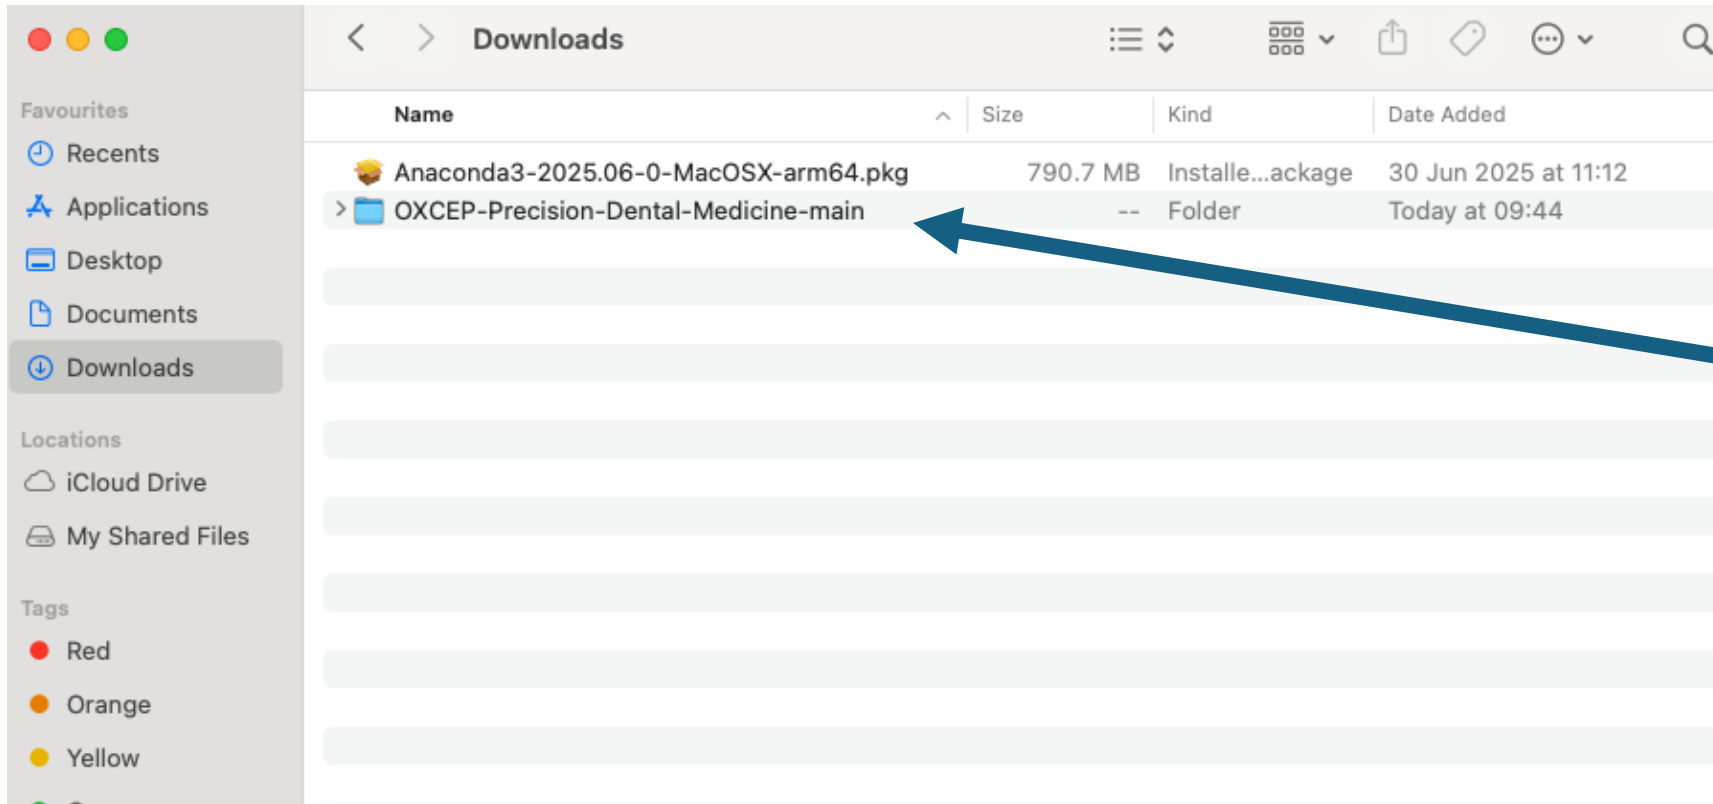 Downloads
Favourites
Recents
Applications
Desktop
Documents
Downloads
Locations
iCloud Drive
My Shared Files
Tags
Red
Orange
Yellow
Name Size Kind Date Added
Anaconda3-2025.06-0-MacOSX-arm64.pkg 790.7 MB Installe...ackage 30 Jun 2025 at 11:12
OXCEP-Precision-Dental-Medicine-main -- Folder Today at 09:44